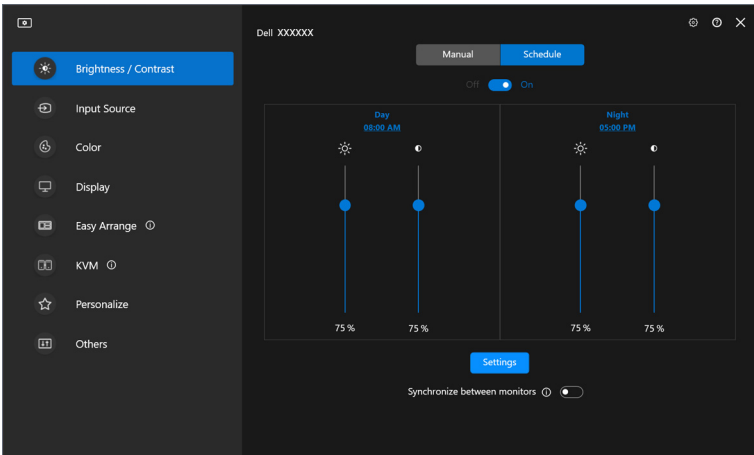 Dell XXXXXX
Manual
Schedule
Brightness / Contrast
Off
On
Input Source
Day
Night
08:00 AM
05:00 PM
Color
Display
Easy Arrange
KVM
Personalize
75 %
75 %
75 %
75 %
Others
Settings
Synchronize between monitors